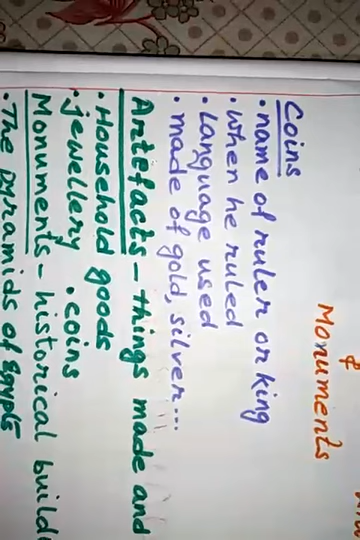 &
Monuments
Coins
• name of ruler or king
• when he ruled
• Language used
• made of gold, silver...
Artefacts - things made and
• Household goods
• jewellery • coins
Monuments - historical
• The pyramids of Egypt